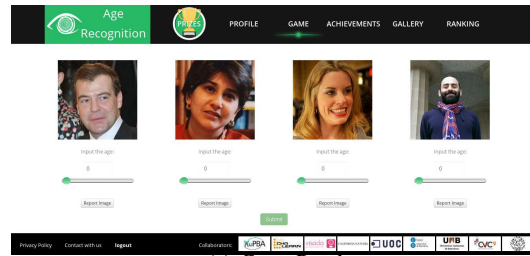 Age
Recognition
PRIZES
PROFILE
GAME
ACHIEVEMENTS
GALLERY
RANKING
Input the age:
Input the age:
Input the age:
Input the age:
0
0
0
0
Report Image
Report Image
Report Image
Report Image
Submit
Privacy Policy
Contact with us
logout
Collaborators:
XuPBA
UOC
UAB
CVC